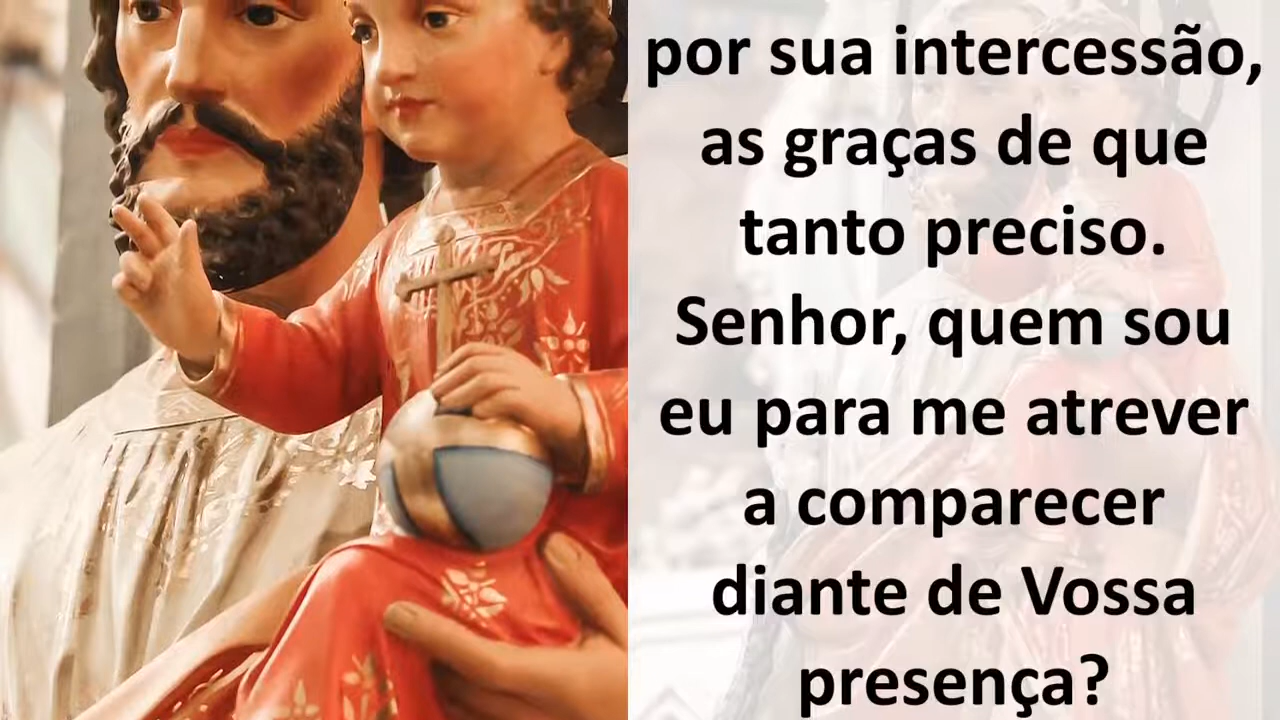 por sua intercessão,
as graças de que
tanto preciso.
Senhor, quem sou
eu para me atrever
a comparecer
diante de Vossa
presença?